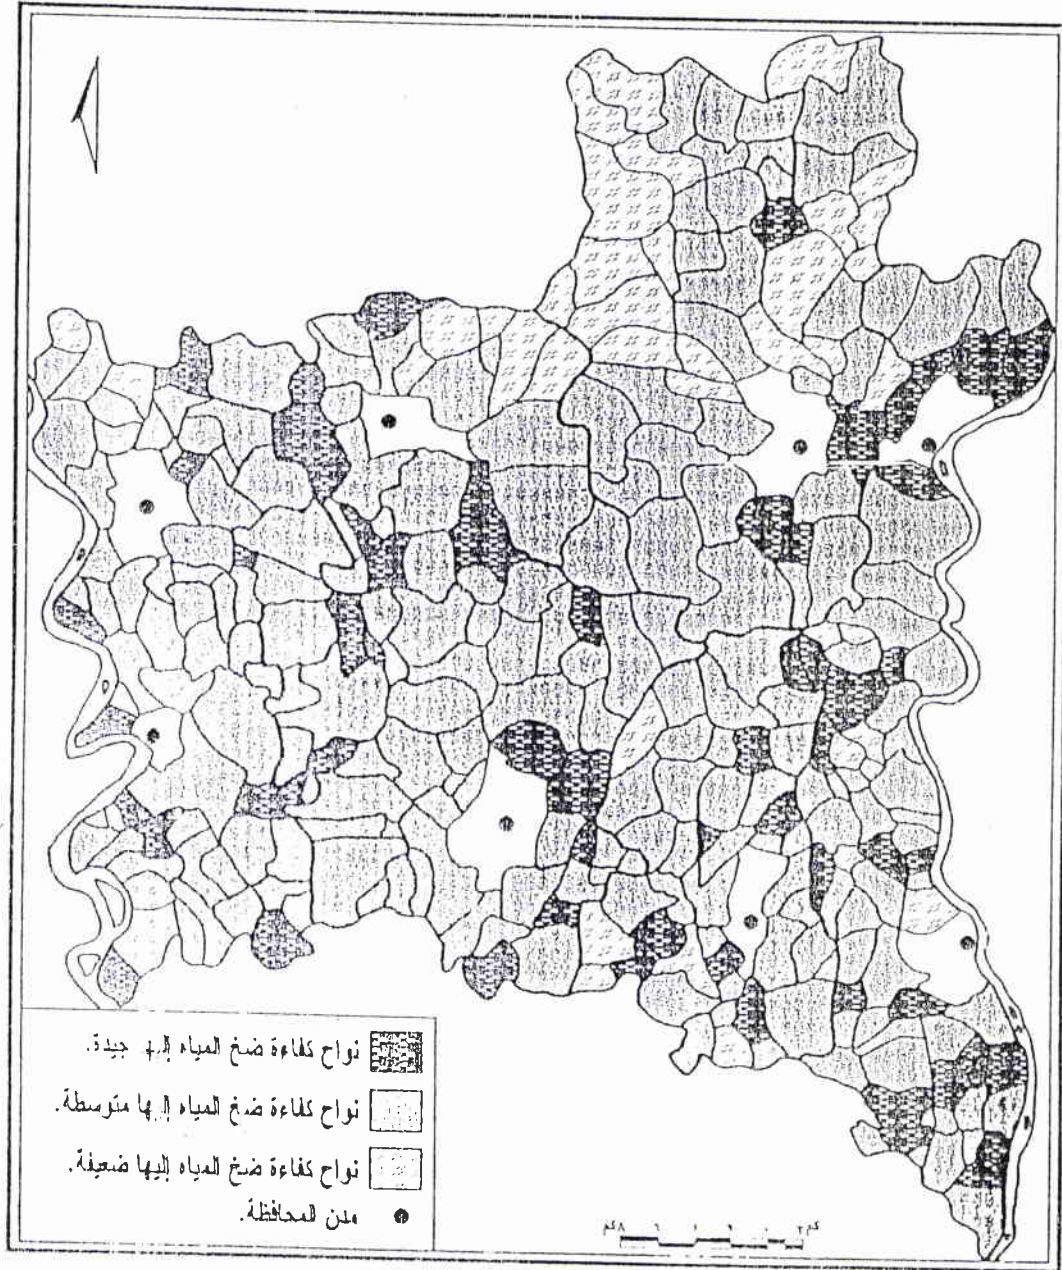 نواح كفاءة ضخ المياه إليها جيدة.
نواح كفاءة ضخ المياه إليها متوسطة.
نواح كفاءة ضخ المياه إليها ضعيفة.
مدن المحافظة.
كم
٨كم